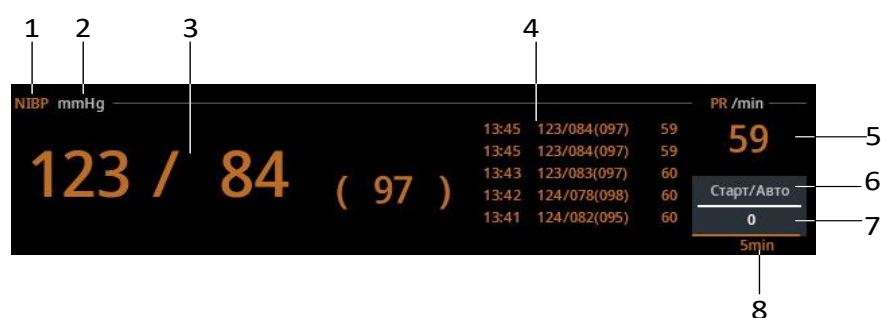 1 2 3 4
NIBP mmHg PR /min
123 / 84 ( 97 )
13:45 123/084(097) 59
13:45 123/084(097) 59
13:43 123/083(097) 60
13:42 124/078(098) 60
13:41 124/082(095) 60
59
5
Старт/Авто
6
0
7
5min
8